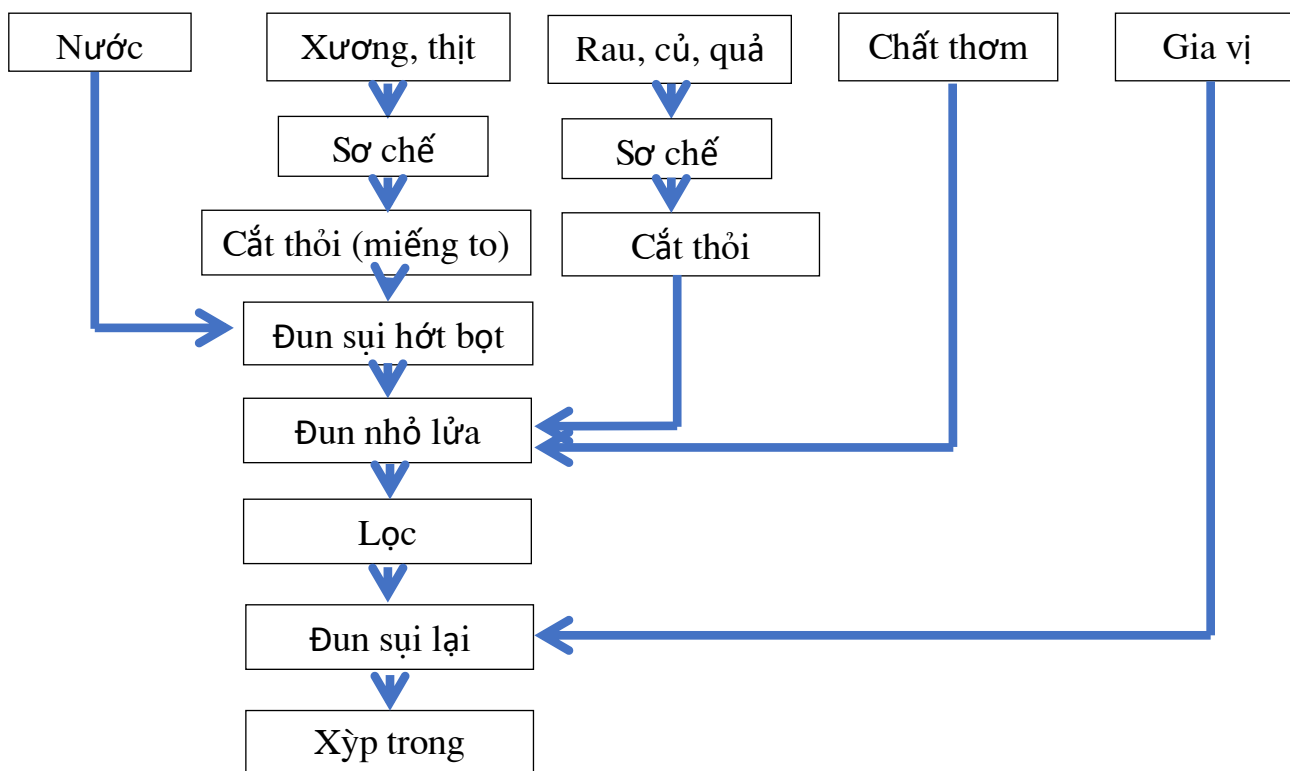 Nước
Xương, thịt
Rau, củ, quả
Chất thơm
Gia vị
Sơ chế
Sơ chế
Cắt thỏi (miếng to)
Cắt thỏi
Đun sụi hớt bọt
Đun nhỏ lửa
Lọc
Đun sụi lại
Xỳp trong